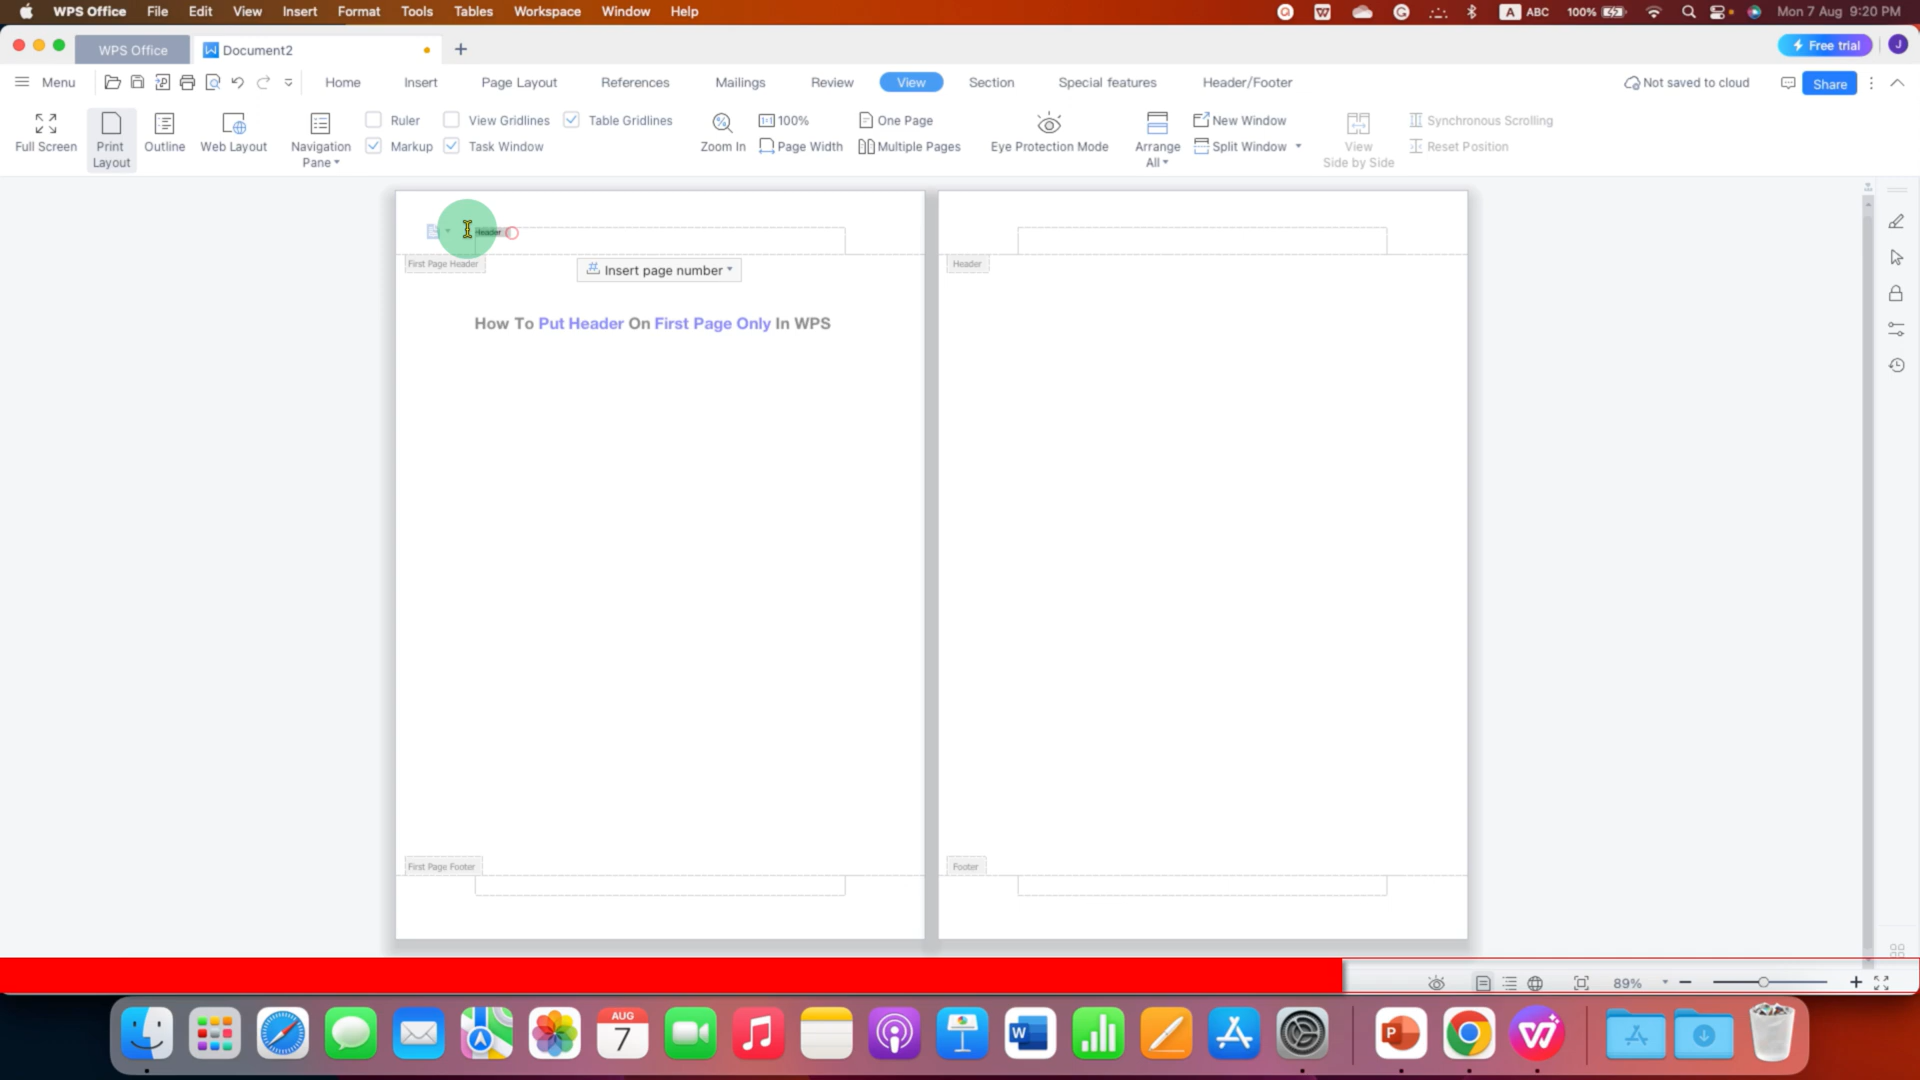 WPS Office File Edit View Insert Format Tools Tables Workspace Window Help A ABC 100% Mon 7 Aug 9:20 PM
WPS Office Document2 + Free trial J
Menu Home Insert Page Layout References Mailings Review View Section Special features Header/Footer Not saved to cloud Share
Ruler View Gridlines Table Gridlines 100% One Page New Window Synchronous Scrolling
Full Screen Print Layout Outline Web Layout Navigation Pane Markup Task Window Zoom In Page Width Multiple Pages Eye Protection Mode Arrange All Split Window View Side by Side Reset Position
Header
First Page Header Header
Insert page number
How To Put Header On First Page Only In WPS
First Page Footer Footer
89%
AUG
7